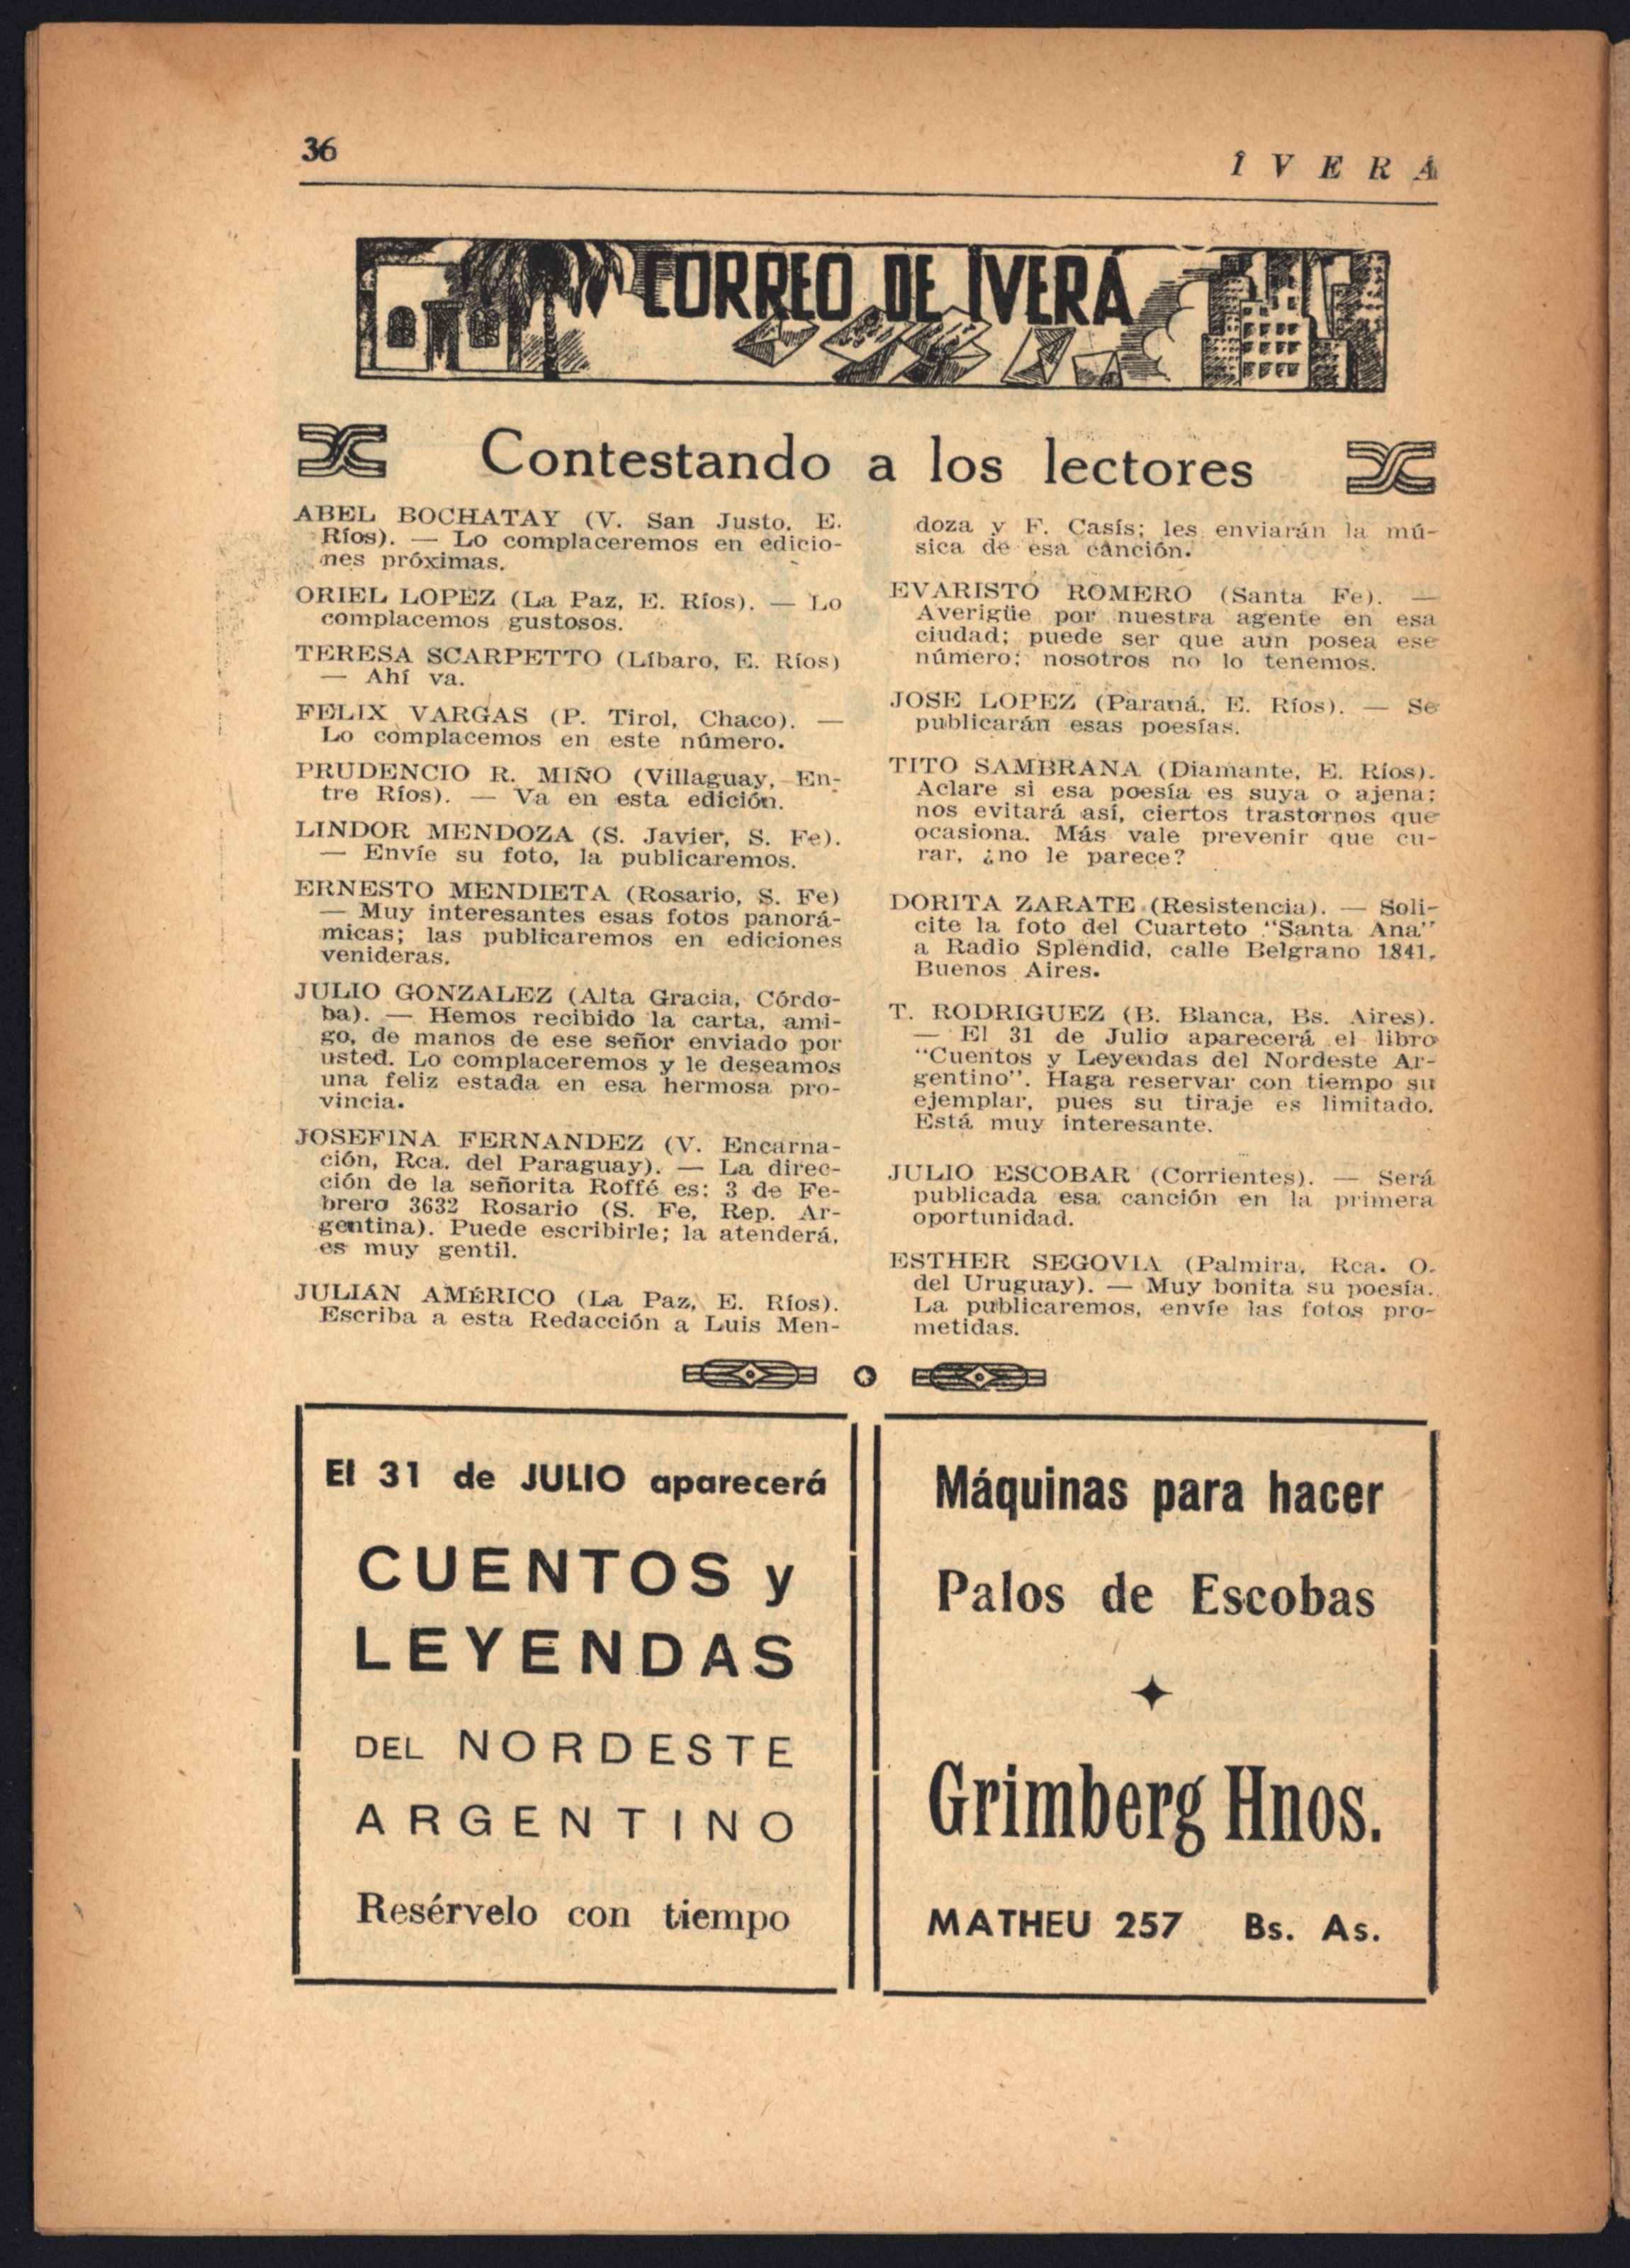 36
ÎVERÁ
CORREO DE ÎVERÁ
Contestando a los lectores
ABEL BOCHATAY (V. San Justo. E.
Ríos). — Lo complaceremos en edicio-
nes próximas.
ORIEL LOPEZ (La Paz, E. Ríos). — Lo
complacemos gustosos.
TERESA SCARPETTO (Líbaro, E. Ríos)
— Ahí va.
FELIX VARGAS (P. Tirol, Chaco). —
Lo complacemos en este número.
PRUDENCIO R. MIÑO (Villaguay, En-
tre Ríos). — Va en esta edición.
LINDOR MENDOZA (S. Javier, S. Fe).
— Envíe su foto, la publicaremos.
ERNESTO MENDIETA (Rosario, S. Fe)
— Muy interesantes esas fotos panorá-
micas; las publicaremos en ediciones
venideras.
JULIO GONZALEZ (Alta Gracia, Córdo-
ba). — Hemos recibido la carta, ami-
go, de manos de ese señor enviado por
usted. Lo complaceremos y le deseamos
una feliz estada en esa hermosa pro-
vincia.
JOSEFINA FERNANDEZ (V. Encarna-
ción, Rca. del Paraguay). — La direc-
ción de la señorita Roffé es: 3 de Fe-
brero 3632 Rosario (S. Fe, Rep. Ar-
gentina). Puede escribirle; la atenderá,
es muy gentil.
JULIÁN AMÉRICO (La Paz, E. Ríos).
Escriba a esta Redacción a Luis Men-
doza y F. Casís; les enviarán la mú-
sica de esa canción.
EVARISTO ROMERO (Santa Fe). —
Averigüe por nuestra agente en esa
ciudad; puede ser que aun posea ese
número; nosotros no lo tenemos.
JOSE LOPEZ (Paraná, E. Ríos). — Se
publicarán esas poesías.
TITO SAMBRANA (Diamante, E. Ríos).
Aclare si esa poesía es suya o ajena;
nos evitará así, ciertos trastornos que
ocasiona. Más vale prevenir que cu-
rar, ¿no le parece?
DORITA ZARATE (Resistencia). — Soli-
cite la foto del Cuarteto "Santa Ana"
a Radio Splendid, calle Belgrano 1841,
Buenos Aires.
T. RODRIGUEZ (B. Blanca, Bs. Aires).
— El 31 de Julio aparecerá el libro
"Cuentos y Leyendas del Nordeste Ar-
gentino". Haga reservar con tiempo su
ejemplar, pues su tiraje es limitado.
Está muy interesante.
JULIO ESCOBAR (Corrientes). — Será
publicada esa canción en la primera
oportunidad.
ESTHER SEGOVIA (Palmira, Rca. O.
del Uruguay). — Muy bonita su poesía.
La publicaremos, envíe las fotos pro-
metidas.
El 31 de JULIO aparecerá
CUENTOS y
LEYENDAS
DEL NORDESTE
ARGENTINO
Resérvelo con tiempo
Máquinas para hacer
Palos de Escobas
Grimberg Hnos.
MATHEU 257 Bs. As.